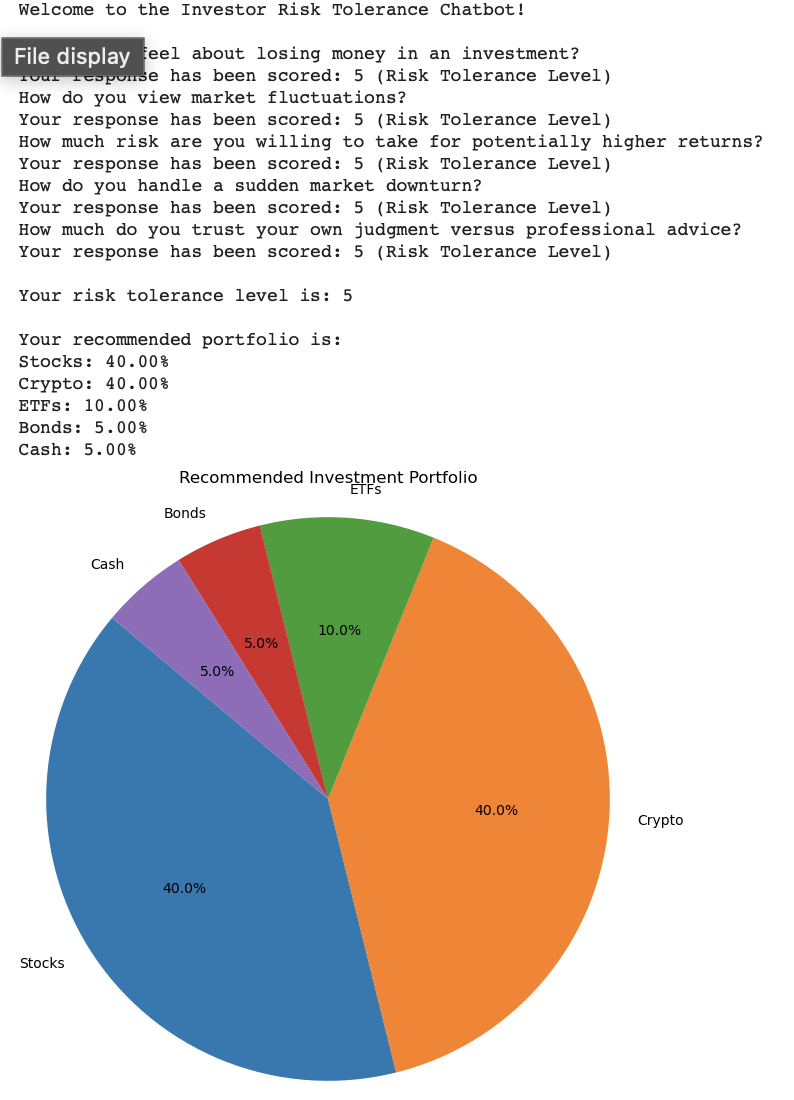 Welcome to the Investor Risk Tolerance Chatbot!
File display
feel about losing money in an investment?
Your response has been scored: 5 (Risk Tolerance Level)
How do you view market fluctuations?
Your response has been scored: 5 (Risk Tolerance Level)
How much risk are you willing to take for potentially higher returns?
Your response has been scored: 5 (Risk Tolerance Level)
How do you handle a sudden market downturn?
Your response has been scored: 5 (Risk Tolerance Level)
How much do you trust your own judgment versus professional advice?
Your response has been scored: 5 (Risk Tolerance Level)
Your risk tolerance level is: 5
Your recommended portfolio is:
Stocks: 40.00%
Crypto: 40.00%
ETFs: 10.00%
Bonds: 5.00%
Cash: 5.00%
Recommended Investment Portfolio
ETFs
Bonds
Cash
10.0%
5.0%
5.0%
40.0%
Crypto
40.0%
Stocks